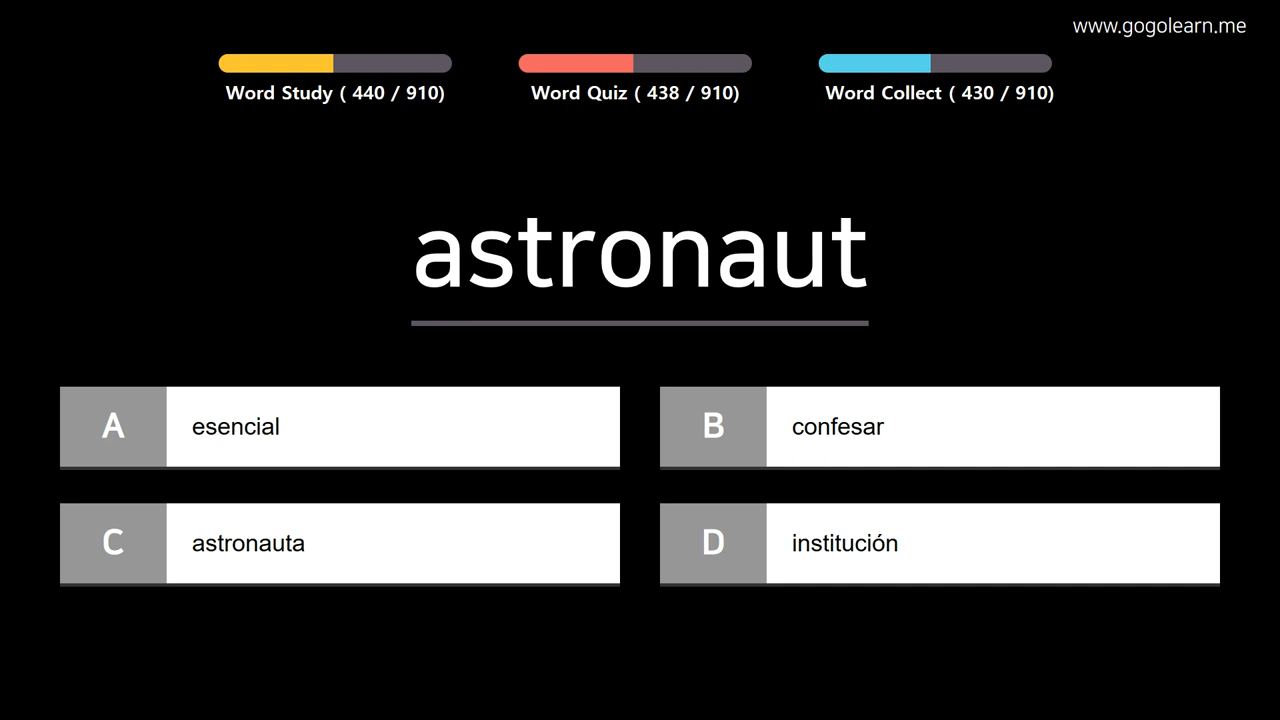 www.gogolearn.me
Word Study ( 440 / 910)
Word Quiz ( 438 / 910)
Word Collect ( 430 / 910)
astronaut
A esencial
B confesar
C astronauta
D institución